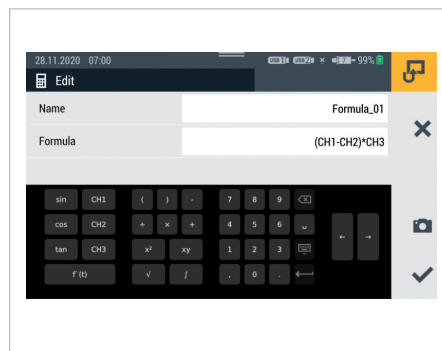 28.11.2020 07:00 99%
Edit
Name Formula_01
Formula (CH1-CH2)*CH3
sin CH1 ( ) - 7 8 9
cos CH2 ÷ × + 4 5 6
tan CH3 x² xy 1 2 3
f'(t) √ ∫ , 0 .